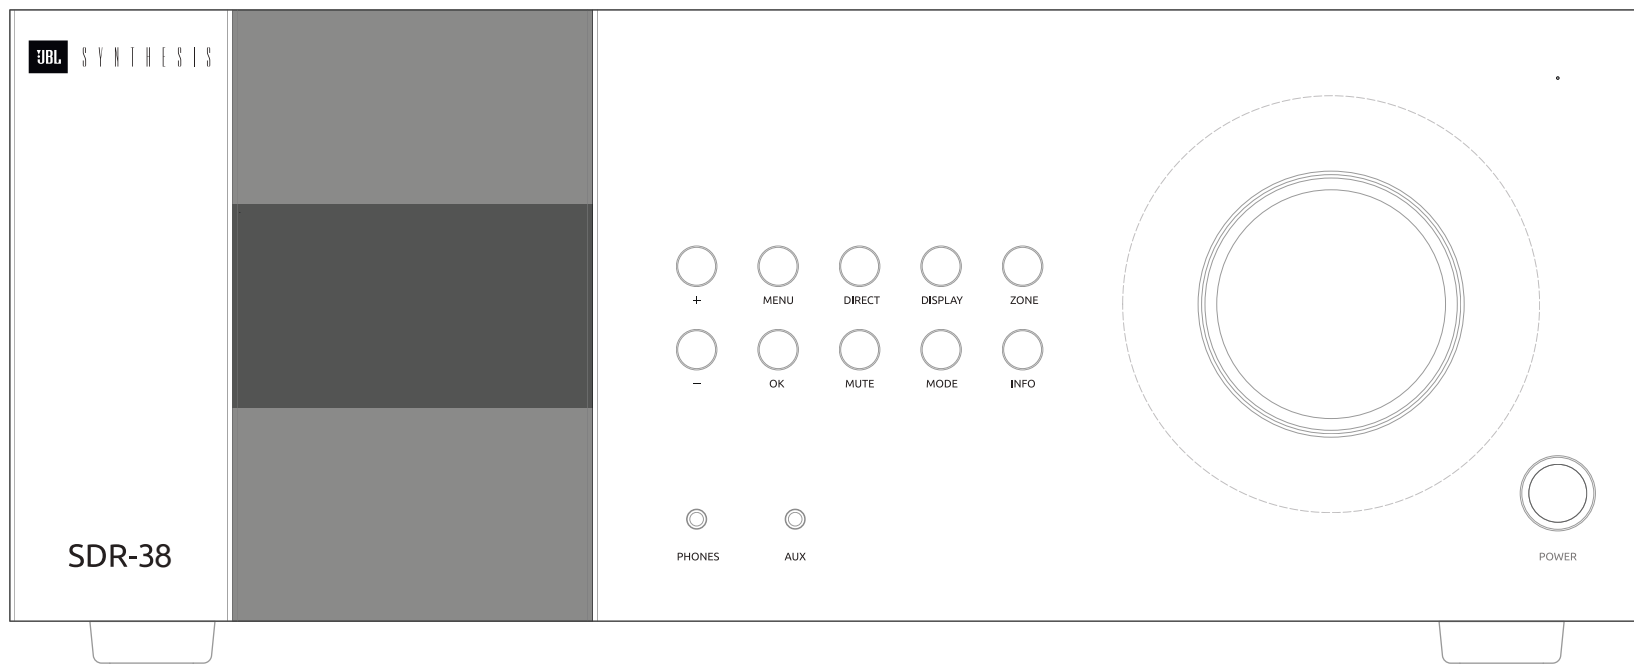 JBL SYNTHESIS
+ MENU DIRECT DISPLAY ZONE
− OK MUTE MODE INFO
PHONES AUX
SDR-38
POWER